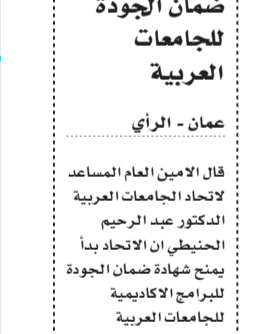 ضمان الجودة
للجامعات
العربية
عمان - الرأي
قال الامين العام المساعد
لاتحاد الجامعات العربية
الدكتور عبد الرحيم
الحنيطي ان الاتحاد بدأ
يمنح شهادة ضمان الجودة
للبرامج الاكاديمية
للجامعات العربية